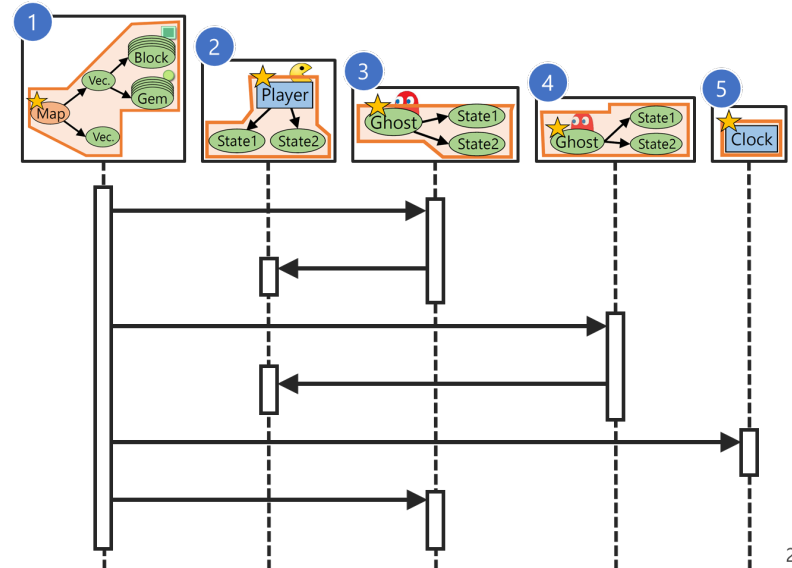 1
2
3
4
5
Block
Vec.
Gem
Map
Vec.
Player
State1
State2
Ghost
State1
State2
Ghost
State1
State2
Clock
2